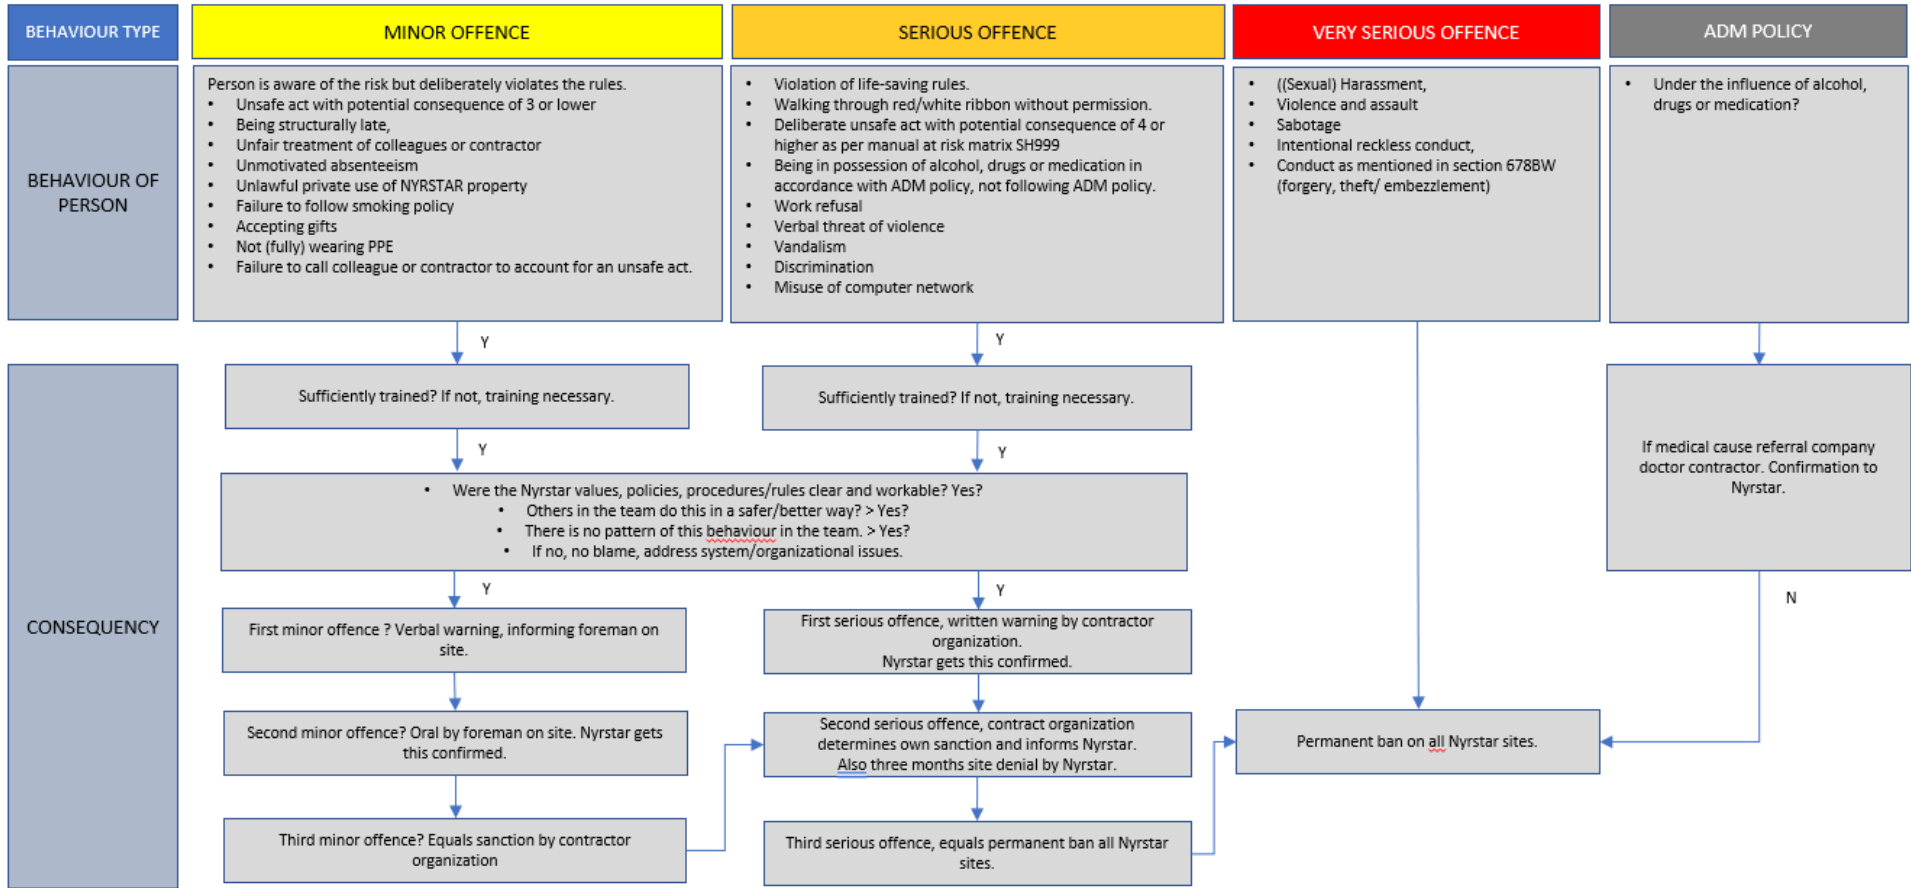 BEHAVIOUR TYPE
MINOR OFFENCE
SERIOUS OFFENCE
VERY SERIOUS OFFENCE
ADM POLICY
BEHAVIOUR OF
PERSON
Person is aware of the risk but deliberately violates the rules.
• Unsafe act with potential consequence of 3 or lower
• Being structurally late,
• Unfair treatment of colleagues or contractor
• Unmotivated absenteeism
• Unlawful private use of NYRSTAR property
• Failure to follow smoking policy
• Accepting gifts
• Not (fully) wearing PPE
• Failure to call colleague or contractor to account for an unsafe act.
• Violation of life-saving rules.
• Walking through red/white ribbon without permission.
• Deliberate unsafe act with potential consequence of 4 or
higher as per manual at risk matrix SH999
• Being in possession of alcohol, drugs or medication in
accordance with ADM policy, not following ADM policy.
• Work refusal
• Verbal threat of violence
• Vandalism
• Discrimination
• Misuse of computer network
• ((Sexual) Harassment,
• Violence and assault
• Sabotage
• Intentional reckless conduct,
• Conduct as mentioned in section 678BW
(forgery, theft/ embezzlement)
• Under the influence of alcohol,
drugs or medication?
Y
Y
CONSEQUENCY
Sufficiently trained? If not, training necessary.
Sufficiently trained? If not, training necessary.
If medical cause referral company
doctor contractor. Confirmation to
Nyrstar.
Y
Y
• Were the Nyrstar values, policies, procedures/rules clear and workable? Yes?
• Others in the team do this in a safer/better way? > Yes?
• There is no pattern of this behaviour in the team. > Yes?
• If no, no blame, address system/organizational issues.
Y
Y
N
First minor offence ? Verbal warning, informing foreman on
site.
First serious offence, written warning by contractor
organization.
Nyrstar gets this confirmed.
Second minor offence? Oral by foreman on site. Nyrstar gets
this confirmed.
Second serious offence, contract organization
determines own sanction and informs Nyrstar.
Also three months site denial by Nyrstar.
Permanent ban on all Nyrstar sites.
Third minor offence? Equals sanction by contractor
organization
Third serious offence, equals permanent ban all Nyrstar
sites.